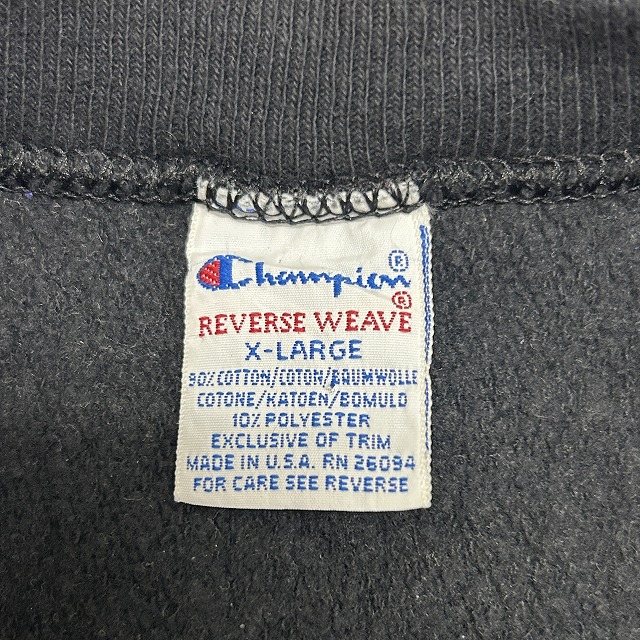 Champion®
®
REVERSE WEAVE
X-LARGE
90% COTTON/COTON/BAUMWOLLE
COTONE/KATOEN/BOMULD
10% POLYESTER
EXCLUSIVE OF TRIM
MADE IN U.S.A. RN 26094
FOR CARE SEE REVERSE